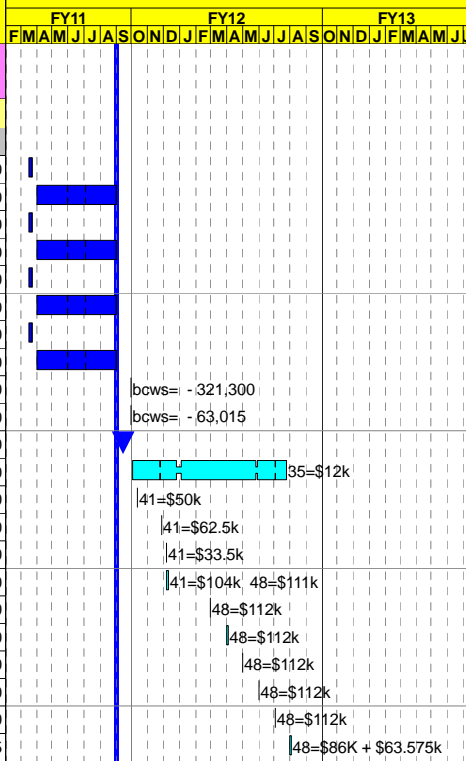 FY11 FY12 FY13
F M A M J J A S O N D J F M A M J J A S O N D J F M A M J J
bcws= - 321,300
bcws= - 63,015
35=$12k
41=$50k
41=$62.5k
41=$33.5k
41=$104k 48=$111k
48=$112k
48=$112k
48=$112k
48=$112k
48=$112k
48=$86K + $63.575k